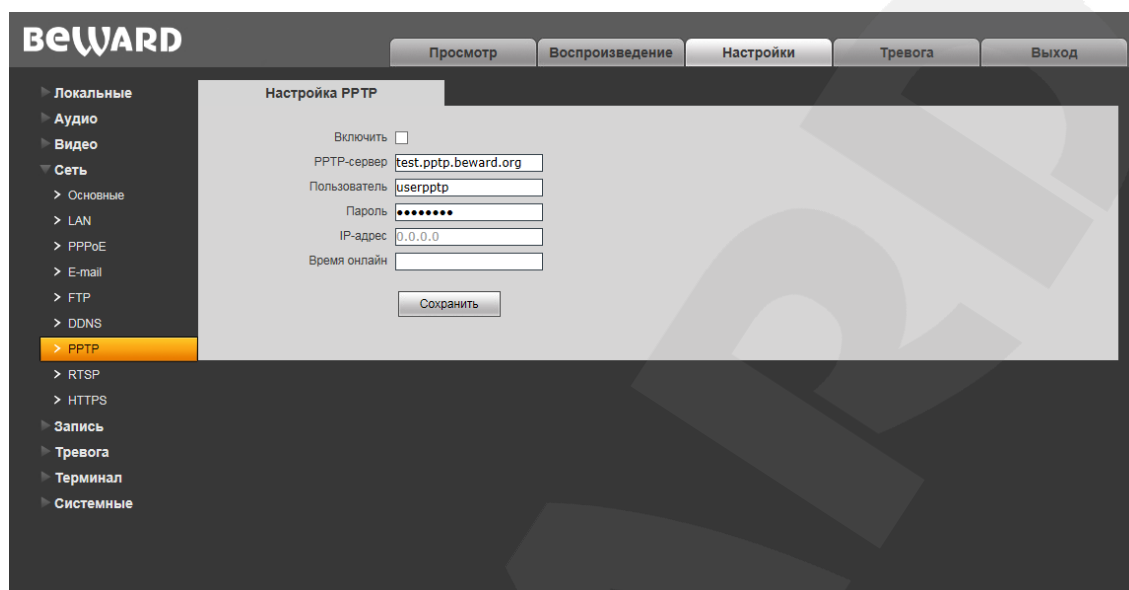 BEWARD
Просмотр
Воспроизведение
Настройки
Тревога
Выход
Локальные
Аудио
Видео
Сеть
> Основные
> LAN
> PPPoE
> E-mail
> FTP
> DDNS
> PPTP
> RTSP
> HTTPS
Запись
Тревога
Терминал
Системные
Настройка PPTP
Включить
PPTP-сервер test.pptp.beward.org
Пользователь userpptp
Пароль ••••••••
IP-адрес 0.0.0.0
Время онлайн
Сохранить